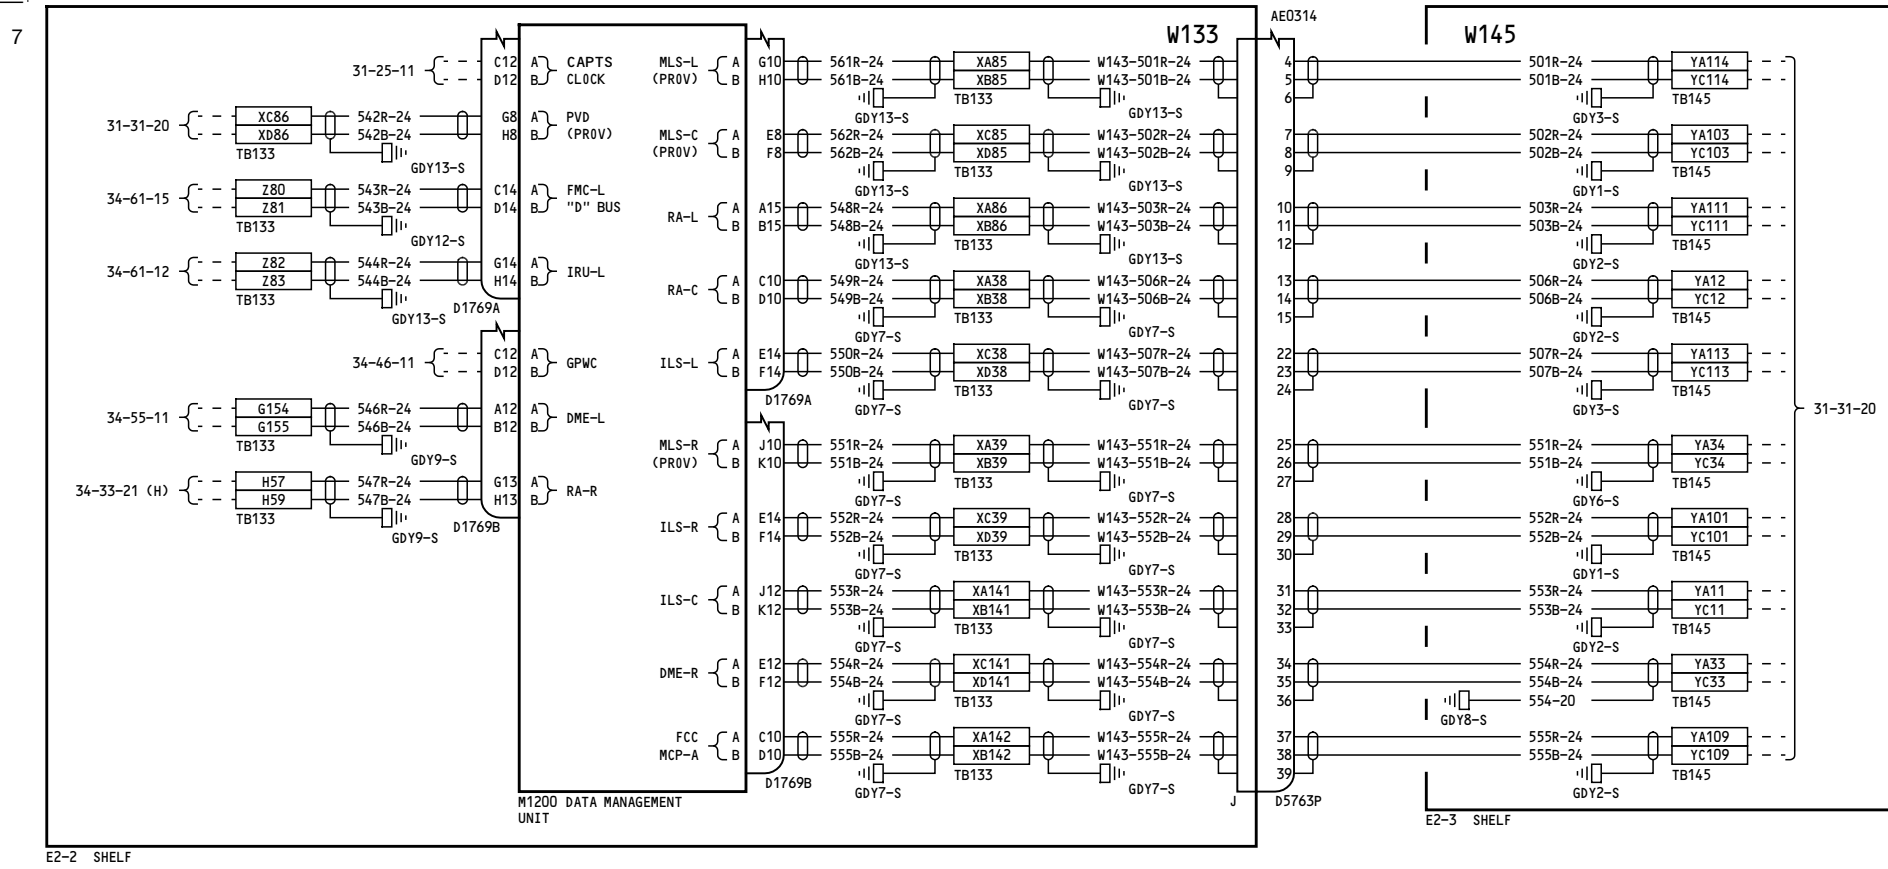 7
W133
AE0314
W145
31-25-11
C12 A CAPTS
D12 B CLOCK
31-31-20
XC86 542R-24 G8 A PVD
XD86 542B-24 H8 B (PROV)
TB133
GDY13-S
34-61-15
Z80 543R-24 C14 A FMC-L
Z81 543B-24 D14 B "D" BUS
TB133
GDY12-S
34-61-12
Z82 544R-24 G14 A
IRU-L
Z83 544B-24 H14 B
TB133
GDY13-S
D1769A
34-46-11
C12 A
GPWC
D12 B
34-55-11
G154 546R-24 A12 A
DME-L
G155 546B-24 B12 B
TB133
GDY9-S
34-33-21 (H)
H57 547R-24 G13 A
RA-R
H59 547B-24 H13 B
TB133
GDY9-S
D1769B
MLS-L A G10 561R-24 XA85 W143-501R-24 4 501R-24 YA114
(PROV) B H10 561B-24 XB85 W143-501B-24 5 501B-24 YC114
GDY13-S TB133 GDY13-S 6 GDY3-S TB145
MLS-C A E8 562R-24 XC85 W143-502R-24 7 502R-24 YA103
(PROV) B F8 562B-24 XD85 W143-502B-24 8 502B-24 YC103
GDY13-S TB133 GDY13-S 9 GDY1-S TB145
RA-L A A15 548R-24 XA86 W143-503R-24 10 503R-24 YA111
B B15 548B-24 XB86 W143-503B-24 11 503B-24 YC111
GDY13-S TB133 GDY13-S 12 GDY2-S TB145
RA-C A C10 549R-24 XA38 W143-506R-24 13 506R-24 YA12
B D10 549B-24 XB38 W143-506B-24 14 506B-24 YC12
GDY7-S TB133 GDY7-S 15 GDY2-S TB145
ILS-L A E14 550R-24 XC38 W143-507R-24 22 507R-24 YA113
B F14 550B-24 XD38 W143-507B-24 23 507B-24 YC113
GDY7-S TB133 GDY7-S 24 GDY3-S TB145
D1769A
31-31-20
MLS-R A J10 551R-24 XA39 W143-551R-24 25 551R-24 YA34
(PROV) B K10 551B-24 XB39 W143-551B-24 26 551B-24 YC34
GDY7-S TB133 GDY7-S 27 GDY6-S TB145
ILS-R A E14 552R-24 XC39 W143-552R-24 28 552R-24 YA101
B F14 552B-24 XD39 W143-552B-24 29 552B-24 YC101
GDY7-S TB133 GDY7-S 30 GDY1-S TB145
ILS-C A J12 553R-24 XA141 W143-553R-24 31 553R-24 YA11
B K12 553B-24 XB141 W143-553B-24 32 553B-24 YC11
GDY7-S TB133 GDY7-S 33 GDY2-S TB145
DME-R A E12 554R-24 XC141 W143-554R-24 34 554R-24 YA33
B F12 554B-24 XD141 W143-554B-24 35 554B-24 YC33
GDY7-S TB133 GDY7-S 36 GDY8-S 554-20 TB145
FCC A C10 555R-24 XA142 W143-555R-24 37 555R-24 YA109
MCP-A B D10 555B-24 XB142 W143-555B-24 38 555B-24 YC109
GDY7-S TB133 GDY7-S 39 GDY2-S TB145
D1769B
M1200 DATA MANAGEMENT
UNIT
J D5763P
E2-3 SHELF
E2-2 SHELF